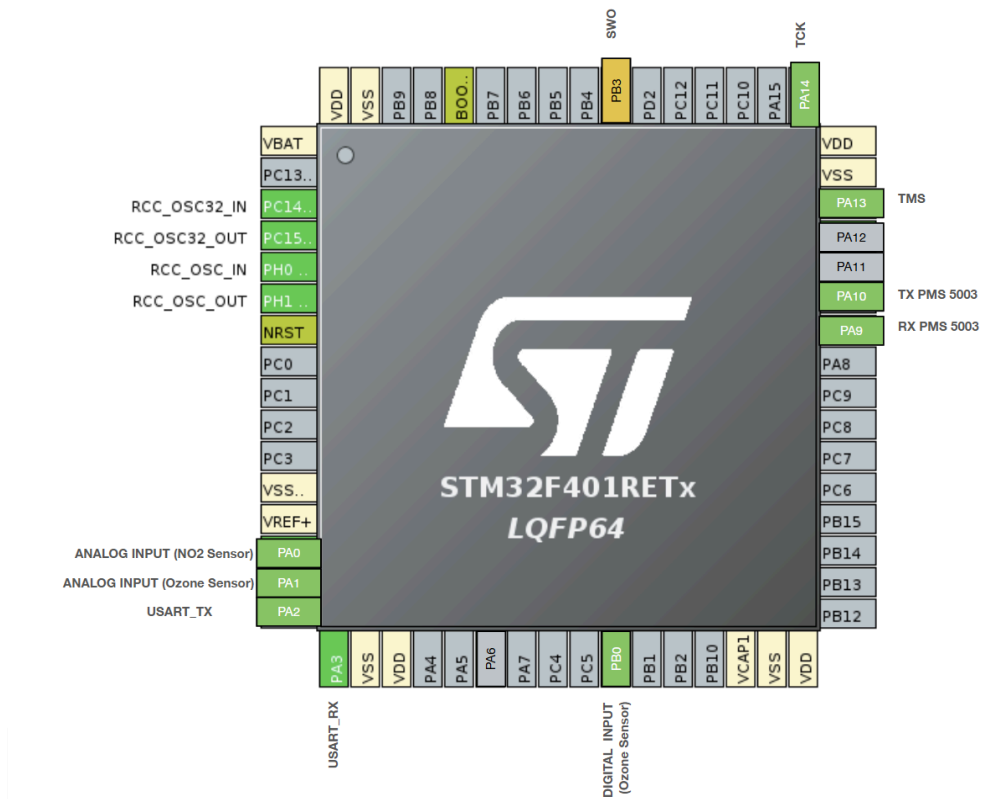 SWO
TCK
VDD
VSS
PB9
PB8
BOO..
PB7
PB6
PB5
PB4
PB3
PD2
PC12
PC11
PC10
PA15
PA14
VBAT
PC13..
RCC_OSC32_IN PC14..
RCC_OSC32_OUT PC15..
RCC_OSC_IN PH0 ..
RCC_OSC_OUT PH1 ..
NRST
PC0
PC1
PC2
PC3
VSS..
VREF+
ANALOG INPUT (NO2 Sensor) PA0
ANALOG INPUT (Ozone Sensor) PA1
USART_TX PA2
ST
STM32F401RETx
LQFP64
VDD
VSS
PA13 TMS
PA12
PA11
PA10 TX PMS 5003
PA9 RX PMS 5003
PA8
PC9
PC8
PC7
PC6
PB15
PB14
PB13
PB12
PA3
VSS
VDD
PA4
PA5
PA6
PA7
PC4
PC5
PB0
PB1
PB2
PB10
VCAP1
VSS
VDD
USART_RX
DIGITAL INPUT
(Ozone Sensor)